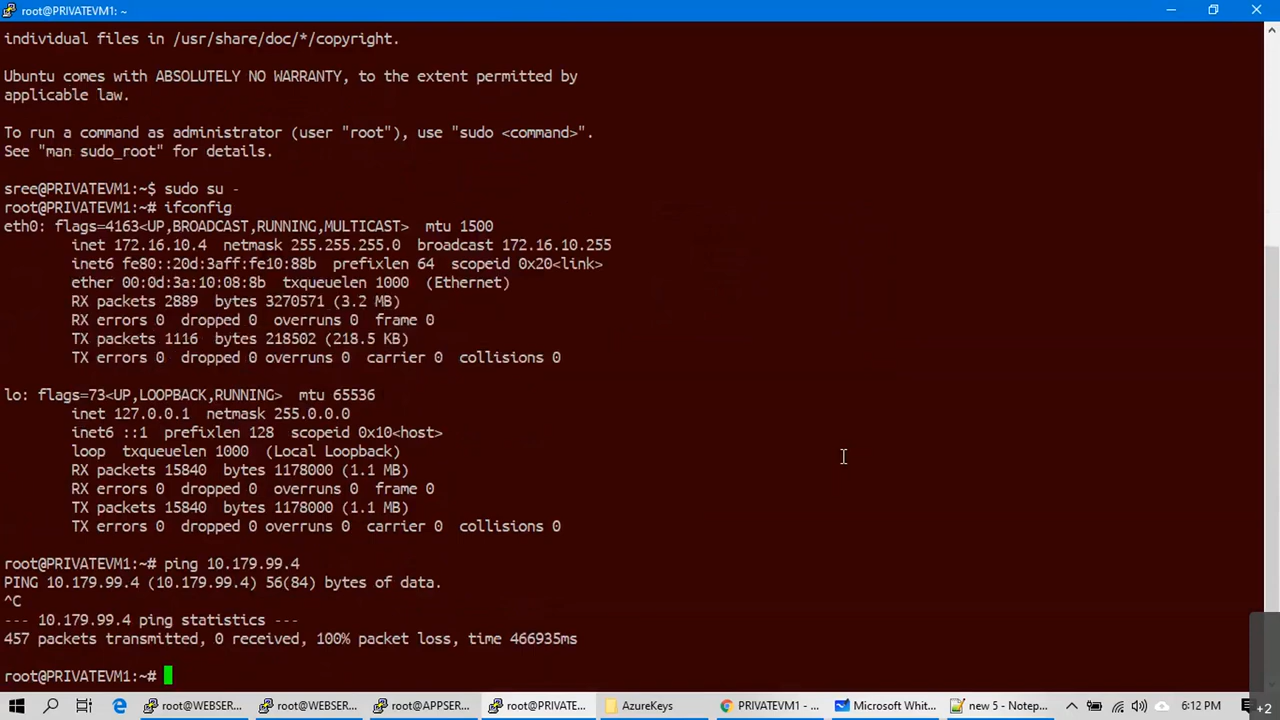 root@PRIVATEVM1: ~
individual files in /usr/share/doc/*/copyright.
Ubuntu comes with ABSOLUTELY NO WARRANTY, to the extent permitted by
applicable law.
To run a command as administrator (user "root"), use "sudo <command>".
See "man sudo_root" for details.
sree@PRIVATEVM1:~$ sudo su -
root@PRIVATEVM1:~# ifconfig
eth0: flags=4163<UP,BROADCAST,RUNNING,MULTICAST>  mtu 1500
        inet 172.16.10.4  netmask 255.255.255.0  broadcast 172.16.10.255
        inet6 fe80::20d:3aff:fe10:88b  prefixlen 64  scopeid 0x20<link>
        ether 00:0d:3a:10:08:8b  txqueuelen 1000  (Ethernet)
        RX packets 2889  bytes 3270571 (3.2 MB)
        RX errors 0  dropped 0  overruns 0  frame 0
        TX packets 1116  bytes 218502 (218.5 KB)
        TX errors 0  dropped 0 overruns 0  carrier 0  collisions 0
lo: flags=73<UP,LOOPBACK,RUNNING>  mtu 65536
        inet 127.0.0.1  netmask 255.0.0.0
        inet6 ::1  prefixlen 128  scopeid 0x10<host>
        loop  txqueuelen 1000  (Local Loopback)
        RX packets 15840  bytes 1178000 (1.1 MB)
        RX errors 0  dropped 0  overruns 0  frame 0
        TX packets 15840  bytes 1178000 (1.1 MB)
        TX errors 0  dropped 0 overruns 0  carrier 0  collisions 0
root@PRIVATEVM1:~# ping 10.179.99.4
PING 10.179.99.4 (10.179.99.4) 56(84) bytes of data.
^C
--- 10.179.99.4 ping statistics ---
457 packets transmitted, 0 received, 100% packet loss, time 466935ms
root@PRIVATEVM1:~#
root@WEBSER... root@WEBSER... root@APPSER... root@PRIVATE... AzureKeys PRIVATEVM1 - ... Microsoft Whit... new 5 - Notep... 6:12 PM +2